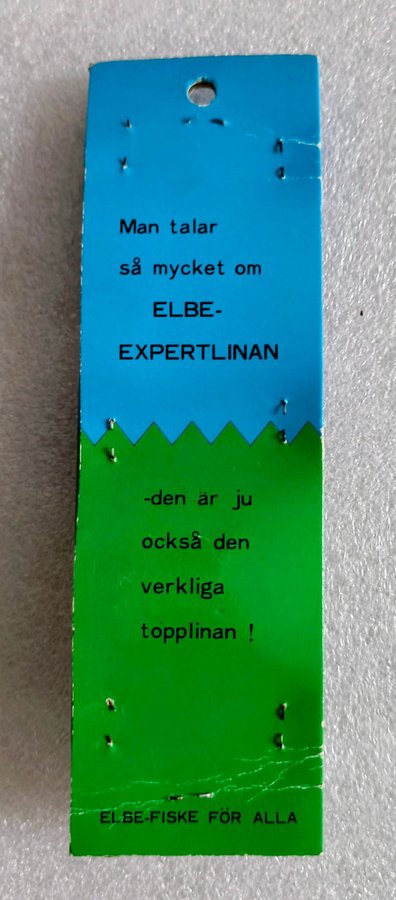 Man talar
så mycket om
ELBE-
EXPERTLINAN
-den är ju
också den
verkliga
topplinan !
ELBE-FISKE FÖR ALLA